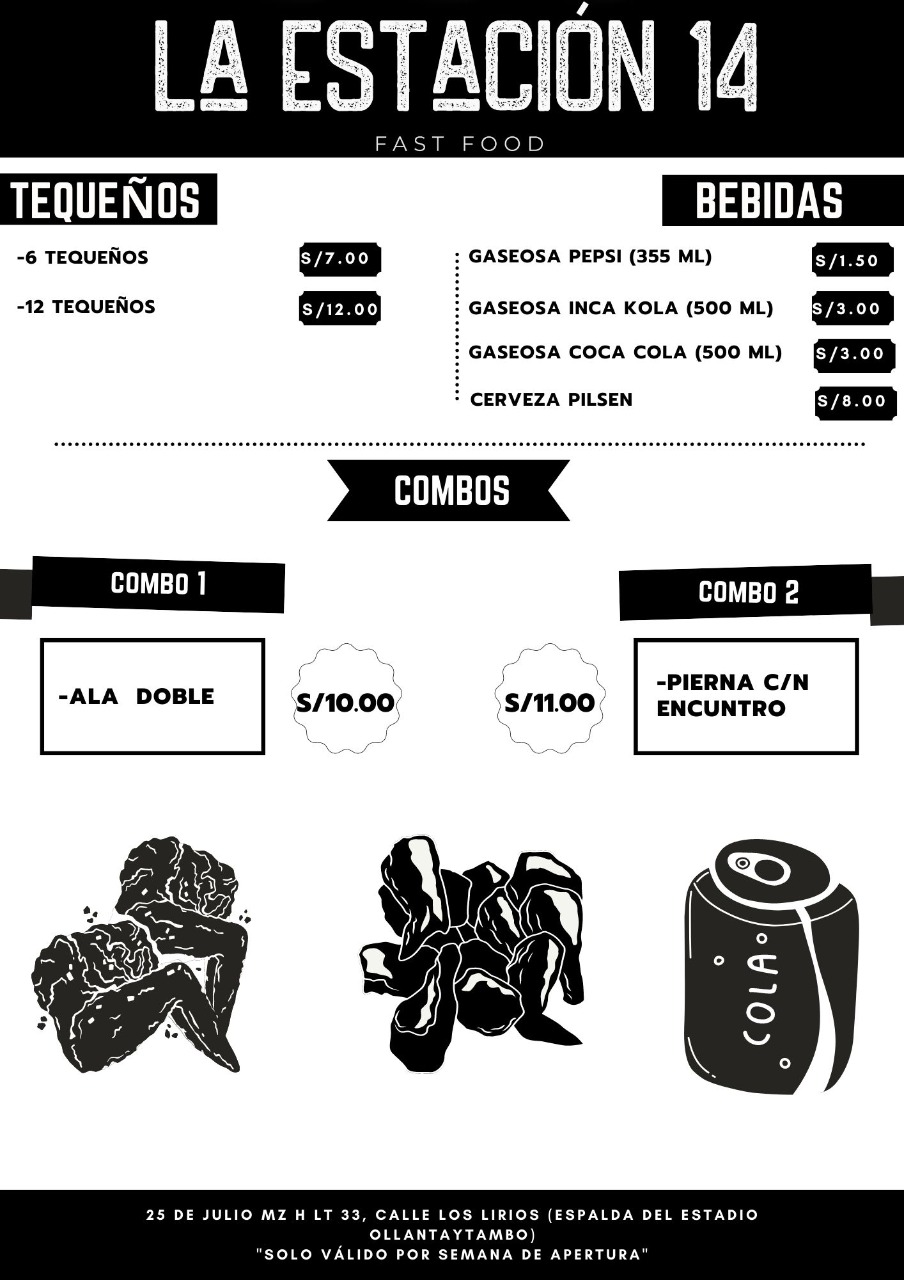 LA ESTACIÓN 14
FAST FOOD
TEQUEÑOS
-6 TEQUEÑOS S/7.00
-12 TEQUEÑOS S/12.00
BEBIDAS
GASEOSA PEPSI (355 ML) S/1.50
GASEOSA INCA KOLA (500 ML) S/3.00
GASEOSA COCA COLA (500 ML) S/3.00
CERVEZA PILSEN S/8.00
COMBOS
COMBO 1
-ALA DOBLE
S/10.00
COMBO 2
S/11.00
-PIERNA C/N
ENCUNTRO
COLA
25 DE JULIO MZ H LT 33, CALLE LOS LIRIOS (ESPALDA DEL ESTADIO
OLLANTAYTAMBO)
"SOLO VÁLIDO POR SEMANA DE APERTURA"